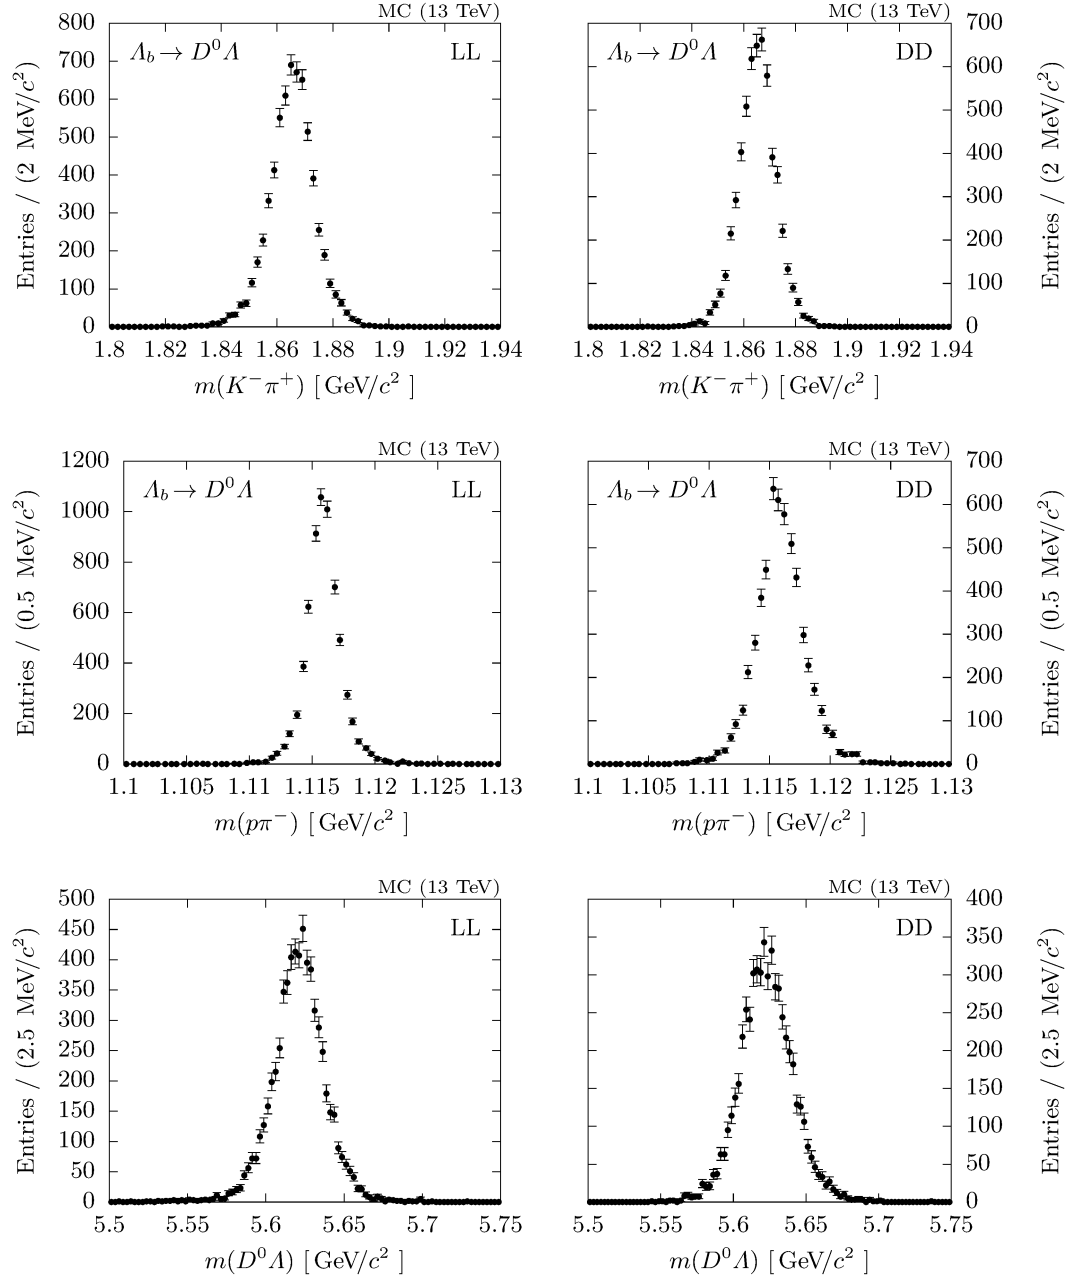 MC (13 TeV)
Λb → D⁰Λ LL
Entries / (2 MeV/c²)
800
700
600
500
400
300
200
100
0
1.8 1.82 1.84 1.86 1.88 1.9 1.92 1.94
m(K⁻π⁺) [GeV/c² ]
MC (13 TeV)
Λb → D⁰Λ DD
Entries / (2 MeV/c²)
700
600
500
400
300
200
100
0
1.8 1.82 1.84 1.86 1.88 1.9 1.92 1.94
m(K⁻π⁺) [GeV/c² ]
MC (13 TeV)
Λb → D⁰Λ LL
Entries / (0.5 MeV/c²)
1200
1000
800
600
400
200
0
1.1 1.105 1.11 1.115 1.12 1.125 1.13
m(pπ⁻) [GeV/c² ]
MC (13 TeV)
Λb → D⁰Λ DD
Entries / (0.5 MeV/c²)
700
600
500
400
300
200
100
0
1.1 1.105 1.11 1.115 1.12 1.125 1.13
m(pπ⁻) [GeV/c² ]
MC (13 TeV)
LL
Entries / (2.5 MeV/c²)
500
450
400
350
300
250
200
150
100
50
0
5.5 5.55 5.6 5.65 5.7 5.75
m(D⁰Λ) [GeV/c² ]
MC (13 TeV)
DD
Entries / (2.5 MeV/c²)
400
350
300
250
200
150
100
50
0
5.5 5.55 5.6 5.65 5.7 5.75
m(D⁰Λ) [GeV/c² ]